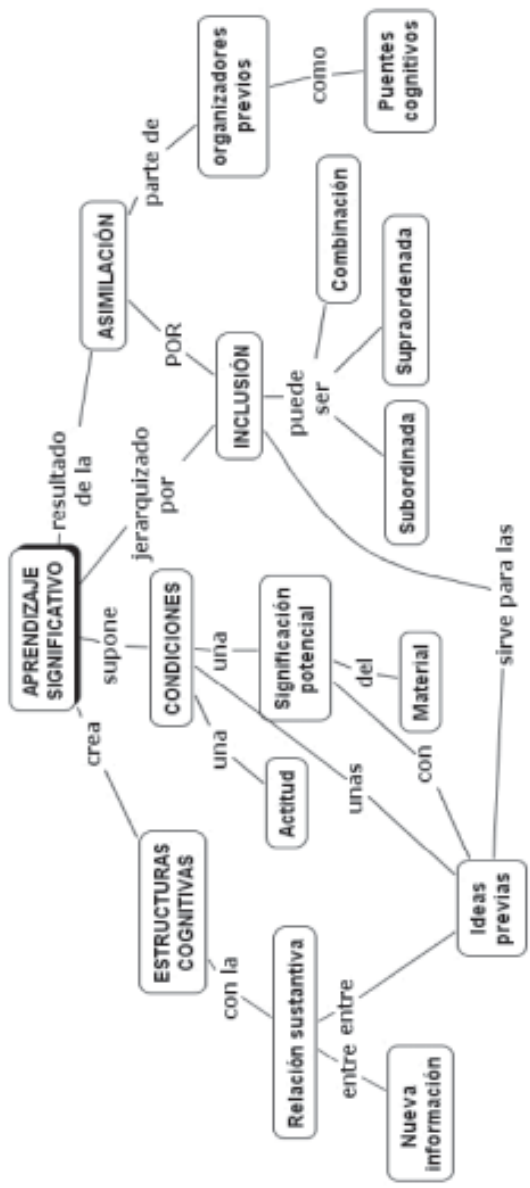 APRENDIZAJE
SIGNIFICATIVO
crea
supone
jerarquizado
por
resultado
de la
ESTRUCTURAS
COGNITIVAS
CONDICIONES
ASIMILACIÓN
con la
una
una
unas
POR
parte de
Relación sustantiva
Actitud
Significación
potencial
INCLUSIÓN
organizadores
previos
entre
entre
con
del
puede
ser
como
Nueva
información
Ideas
previas
Material
Subordinada
Supraordenada
Combinación
Puentes
cognitivos
sirve para las